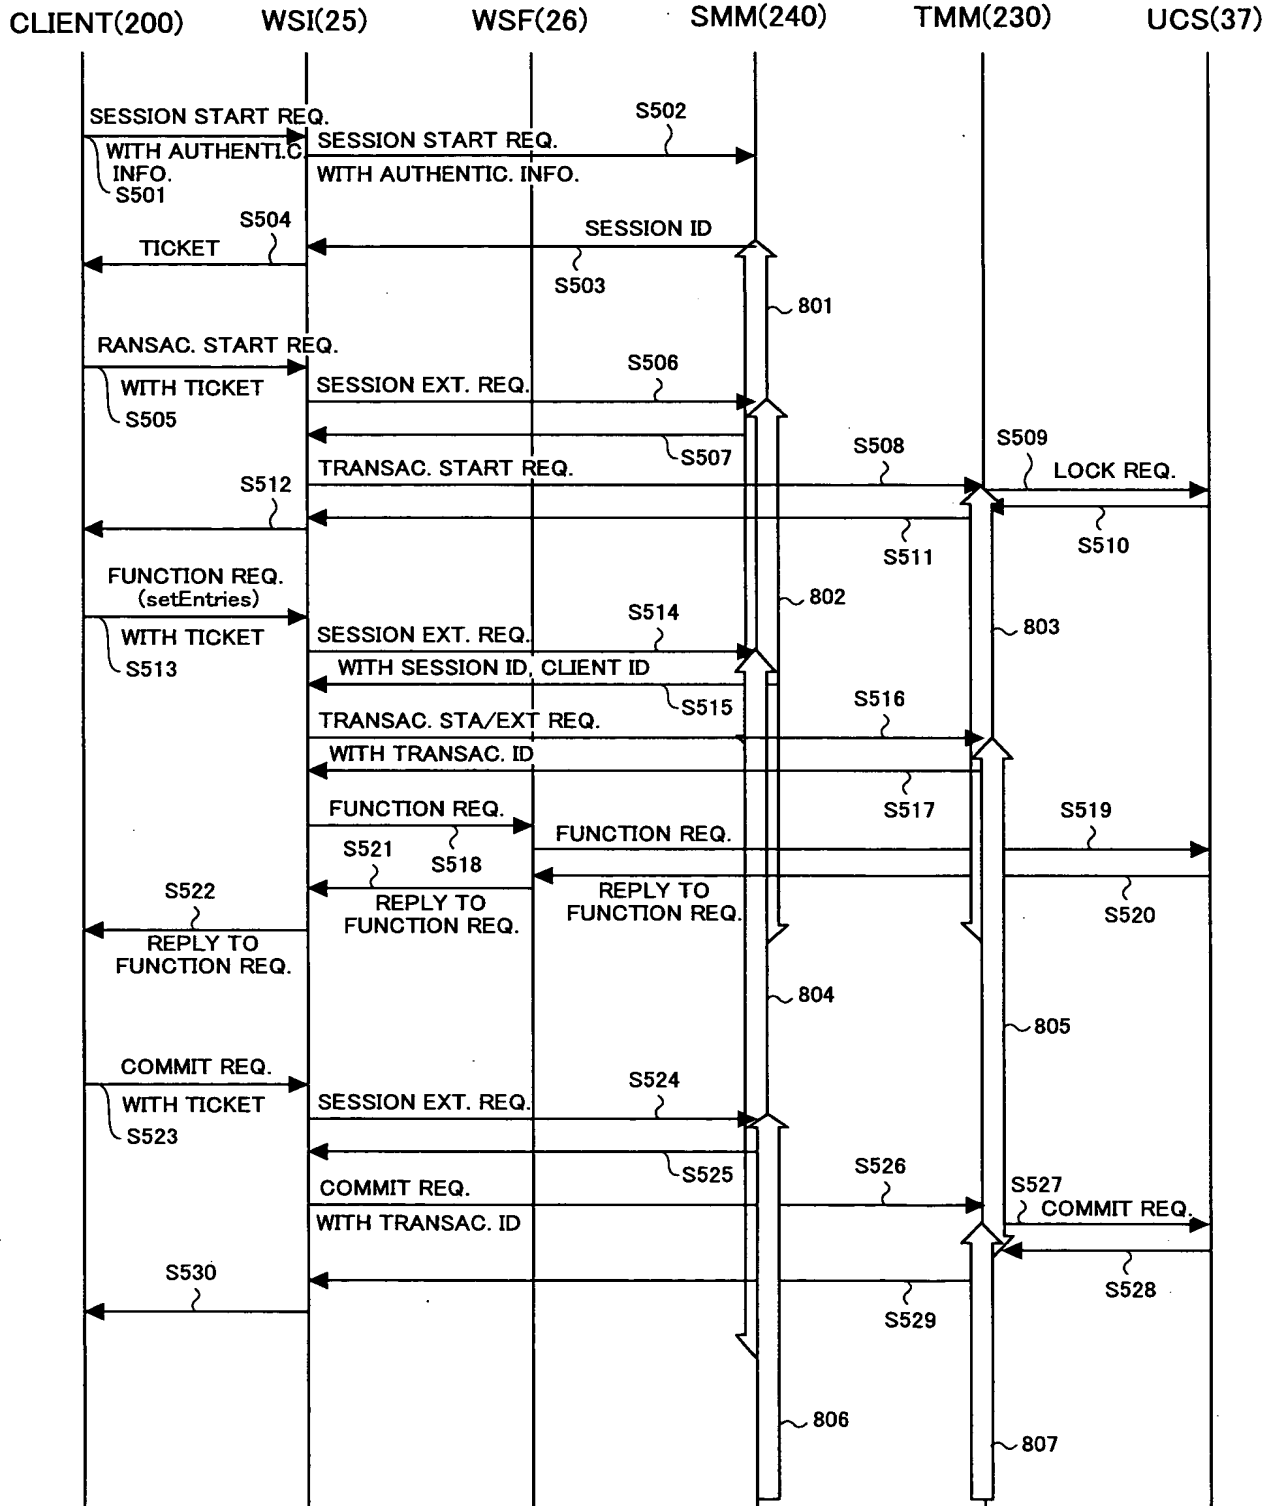 CLIENT(200) WSI(25) WSF(26) SMM(240) TMM(230) UCS(37)
SESSION START REQ.
WITH AUTHENTI.C.
INFO.
S501
S502
SESSION START REQ.
WITH AUTHENTIC. INFO.
S504
TICKET
SESSION ID
S503
801
RANSAC. START REQ.
WITH TICKET
S505
S506
SESSION EXT. REQ.
S507
S508
TRANSAC. START REQ.
S509
LOCK REQ.
S510
S511
S512
FUNCTION REQ.
(setEntries)
WITH TICKET
S513
802
803
S514
SESSION EXT. REQ.
WITH SESSION ID, CLIENT ID
S515
S516
TRANSAC. STA/EXT REQ.
WITH TRANSAC. ID
S517
FUNCTION REQ.
S518
S519
FUNCTION REQ.
S520
REPLY TO
FUNCTION REQ.
S521
REPLY TO
FUNCTION REQ.
S522
REPLY TO
FUNCTION REQ.
804
805
COMMIT REQ.
WITH TICKET
S523
S524
SESSION EXT. REQ.
S525
S526
COMMIT REQ.
WITH TRANSAC. ID
S527
COMMIT REQ.
S528
S529
S530
806
807